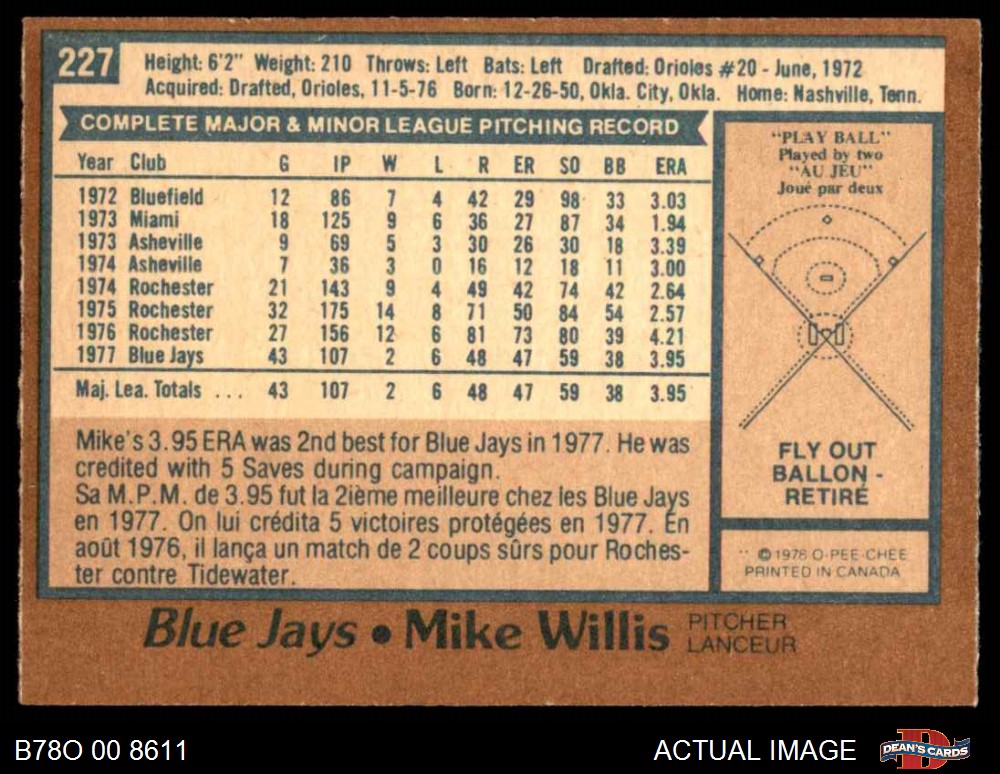 227
Height: 6'2" Weight: 210 Throws: Left Bats: Left Drafted: Orioles #20 - June, 1972
Acquired: Drafted, Orioles, 11-5-76 Born: 12-26-50, Okla. City, Okla. Home: Nashville, Tenn.
COMPLETE MAJOR & MINOR LEAGUE PITCHING RECORD
Year Club G IP W L R ER SO BB ERA
1972 Bluefield 12 86 7 4 42 29 98 33 3.03
1973 Miami 18 125 9 6 36 27 87 34 1.94
1973 Asheville 9 69 5 3 30 26 30 18 3.39
1974 Asheville 7 36 3 0 16 12 18 11 3.00
1974 Rochester 21 143 9 4 49 42 74 42 2.64
1975 Rochester 32 175 14 8 71 50 84 54 2.57
1976 Rochester 27 156 12 6 81 73 80 39 4.21
1977 Blue Jays 43 107 2 6 48 47 59 38 3.95
Maj. Lea. Totals ... 43 107 2 6 48 47 59 38 3.95
Mike's 3.95 ERA was 2nd best for Blue Jays in 1977. He was
credited with 5 Saves during campaign.
Sa M.P.M. de 3.95 fut la 2ième meilleure chez les Blue Jays
en 1977. On lui crédita 5 victoires protégées en 1977. En
août 1976, il lança un match de 2 coups sûrs pour Roches-
ter contre Tidewater.
"PLAY BALL"
Played by two
"AU JEU"
Joué par deux
FLY OUT
BALLON -
RETIRÉ
© 1978 O-PEE-CHEE
PRINTED IN CANADA
Blue Jays • Mike Willis PITCHER
LANCEUR
B78O 00 8611
ACTUAL IMAGE
DEAN'S CARDS